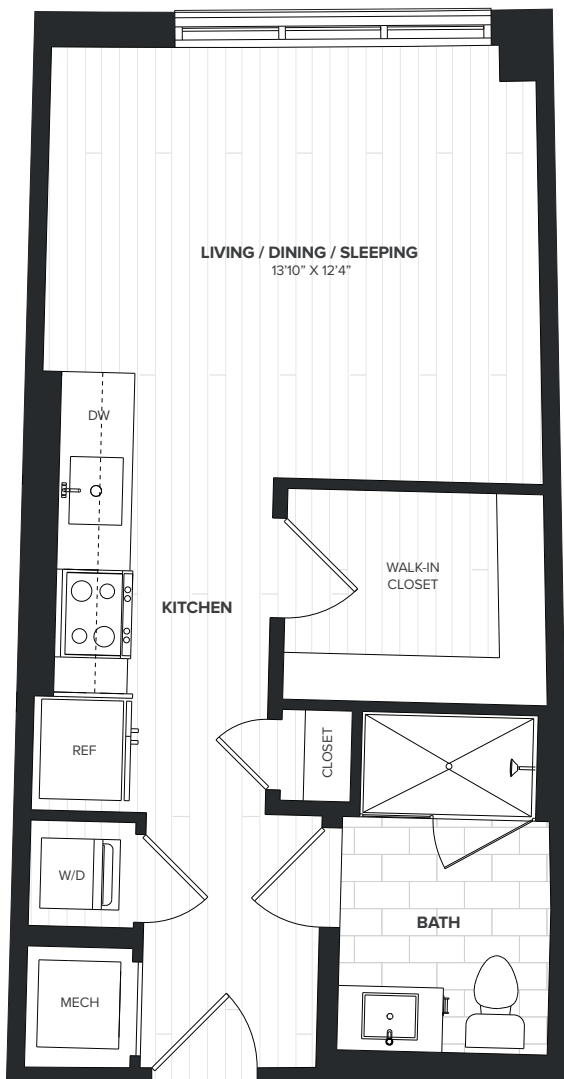 LIVING / DINING / SLEEPING
13'10" X 12'4"
DW
WALK-IN
CLOSET
KITCHEN
REF
CLOSET
W/D
BATH
MECH